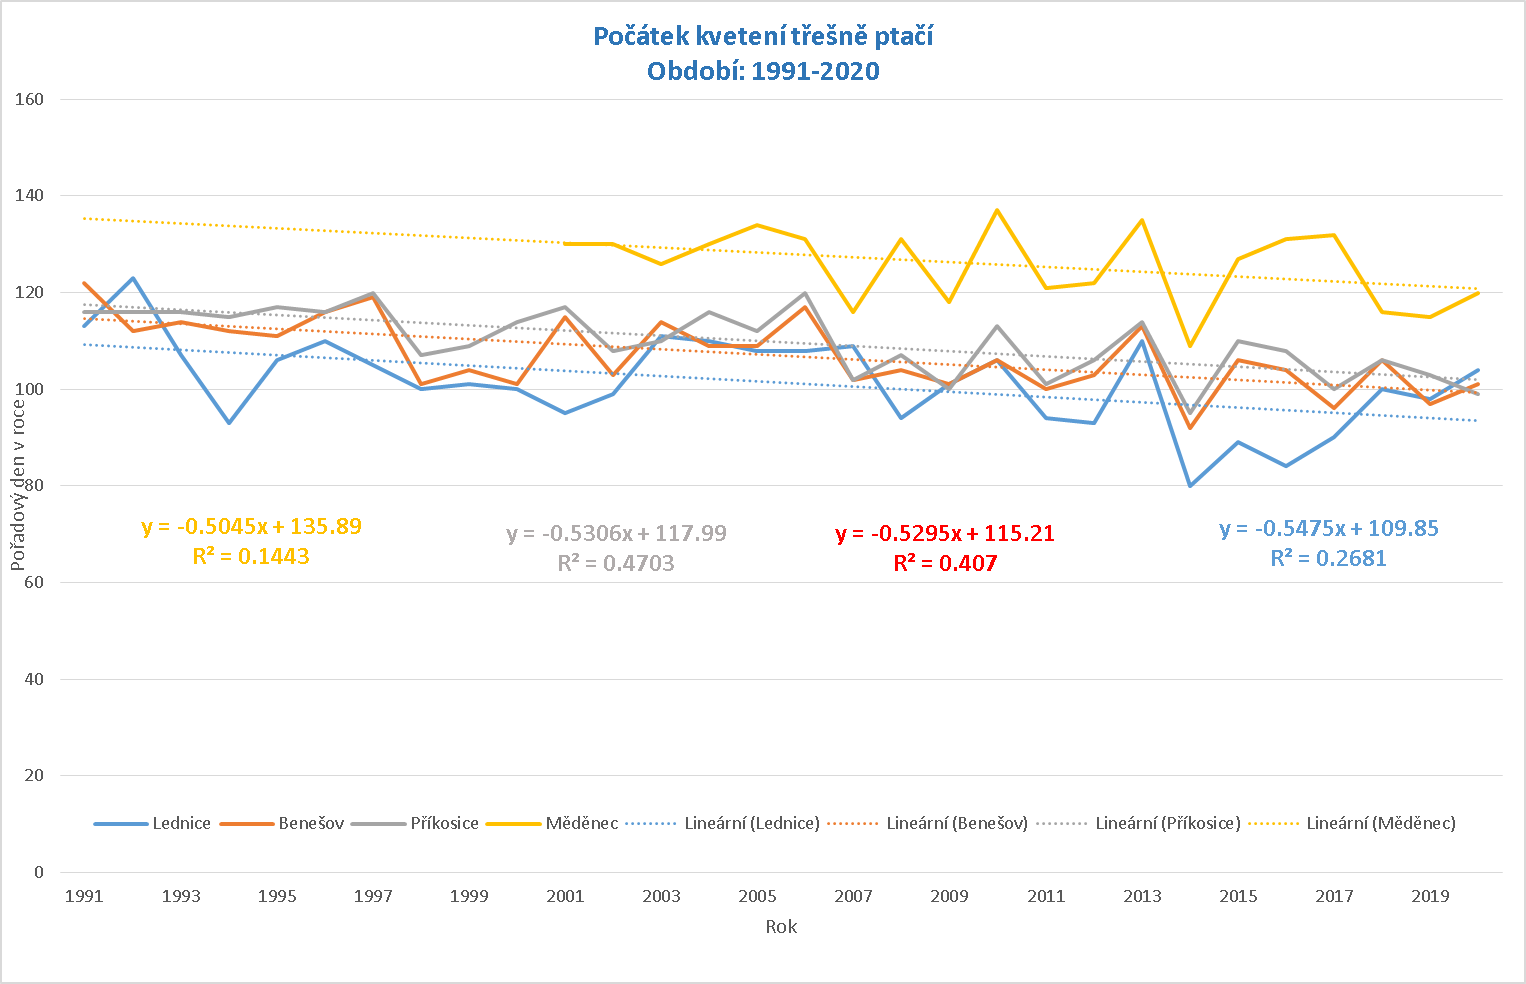 Počátek kvetení třešně ptačí
Období: 1991-2020
160
140
120
100
80
60
40
20
0
Pořadový den v roce
y = -0.5045x + 135.89
R² = 0.1443
y = -0.5306x + 117.99
R² = 0.4703
y = -0.5295x + 115.21
R² = 0.407
y = -0.5475x + 109.85
R² = 0.2681
Lednice Benešov Příkosice Měděnec Lineární (Lednice) Lineární (Benešov) Lineární (Příkosice) Lineární (Měděnec)
1991 1993 1995 1997 1999 2001 2003 2005 2007 2009 2011 2013 2015 2017 2019
Rok